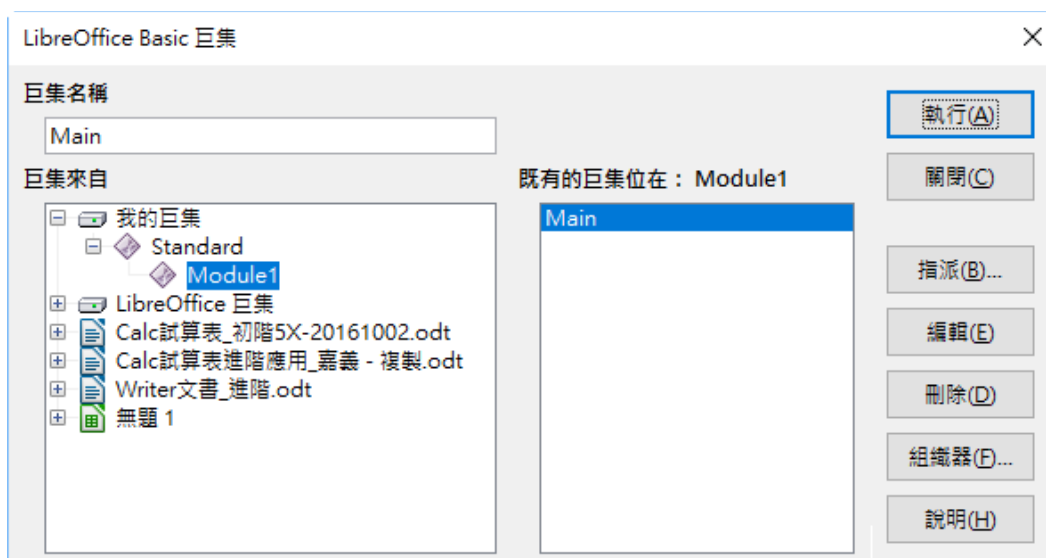 LibreOffice Basic 巨集
巨集名稱
Main
巨集來自
我的巨集
Standard
Module1
LibreOffice 巨集
Calc試算表_初階5X-20161002.odt
Calc試算表進階應用_嘉義 - 複製.odt
Writer文書_進階.odt
無題 1
既有的巨集位在： Module1
Main
執行(A)
關閉(C)
指派(B)...
編輯(E)
刪除(D)
組織器(F)...
說明(H)